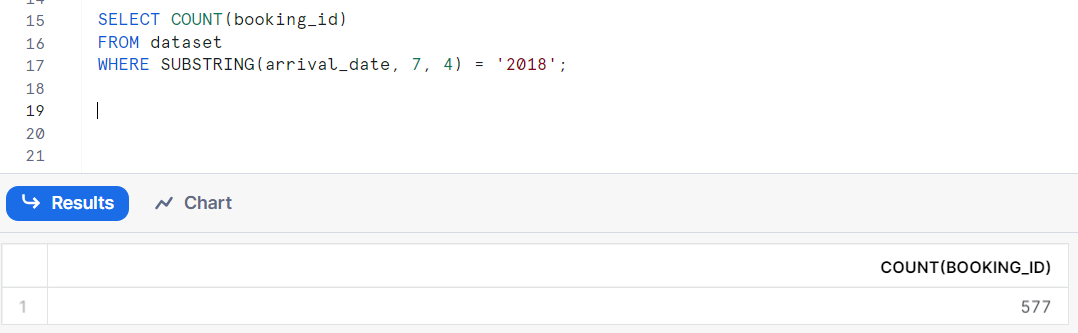 14
15 SELECT COUNT(booking_id)
16 FROM dataset
17 WHERE SUBSTRING(arrival_date, 7, 4) = '2018';
18
19
20
21
Results Chart
COUNT(BOOKING_ID)
1 577